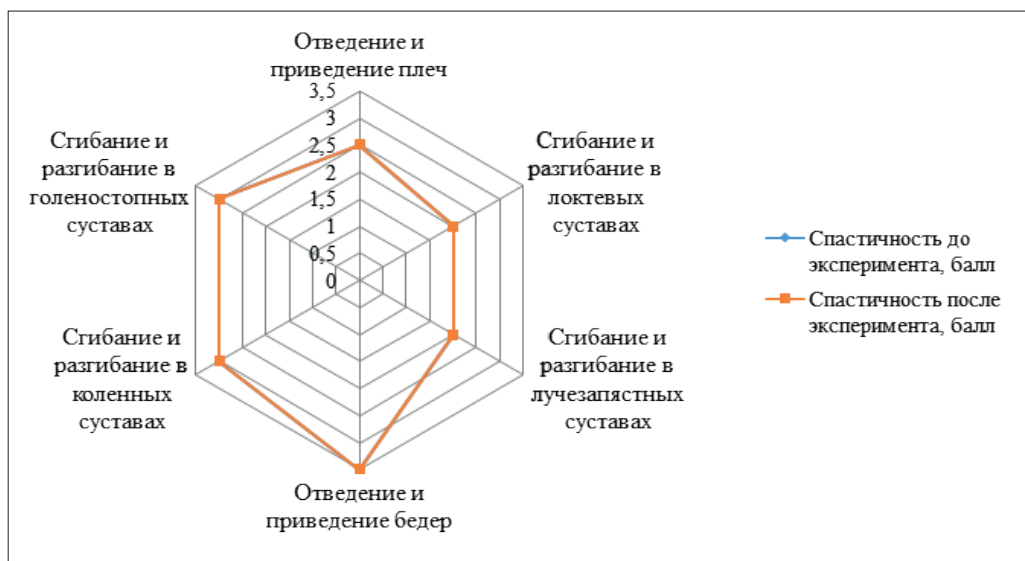 Отведение и
приведение плеч
3,5
3
2,5
2
1,5
1
0,5
0
Сгибание и
разгибание в
локтевых
суставах
Сгибание и
разгибание в
лучезапястных
суставах
Отведение и
приведение бедер
Сгибание и
разгибание в
коленных
суставах
Сгибание и
разгибание в
голеностопных
суставах
Спастичность до
эксперимента, балл
Спастичность после
эксперимента, балл